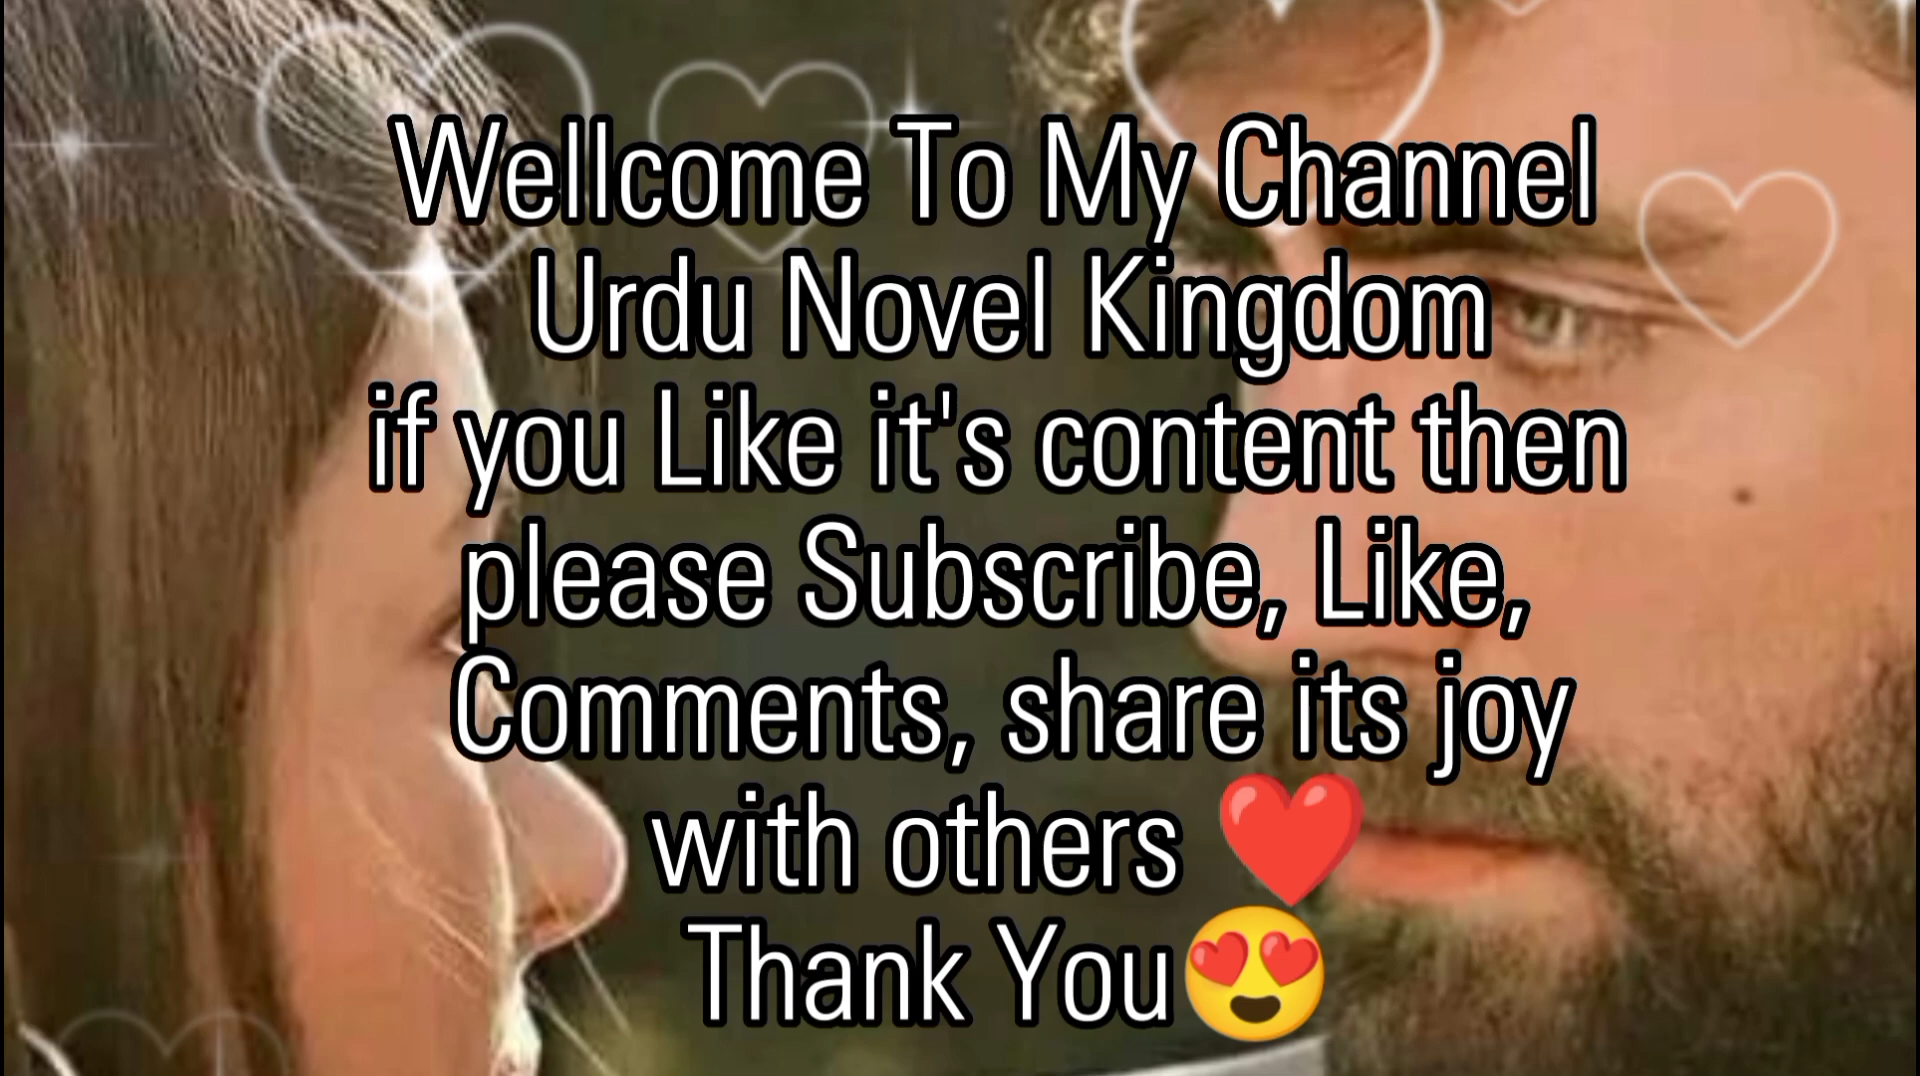 Wellcome To My Channel
Urdu Novel Kingdom
if you Like it's content then
please Subscribe, Like,
Comments, share its joy
with others ❤️
Thank You😍